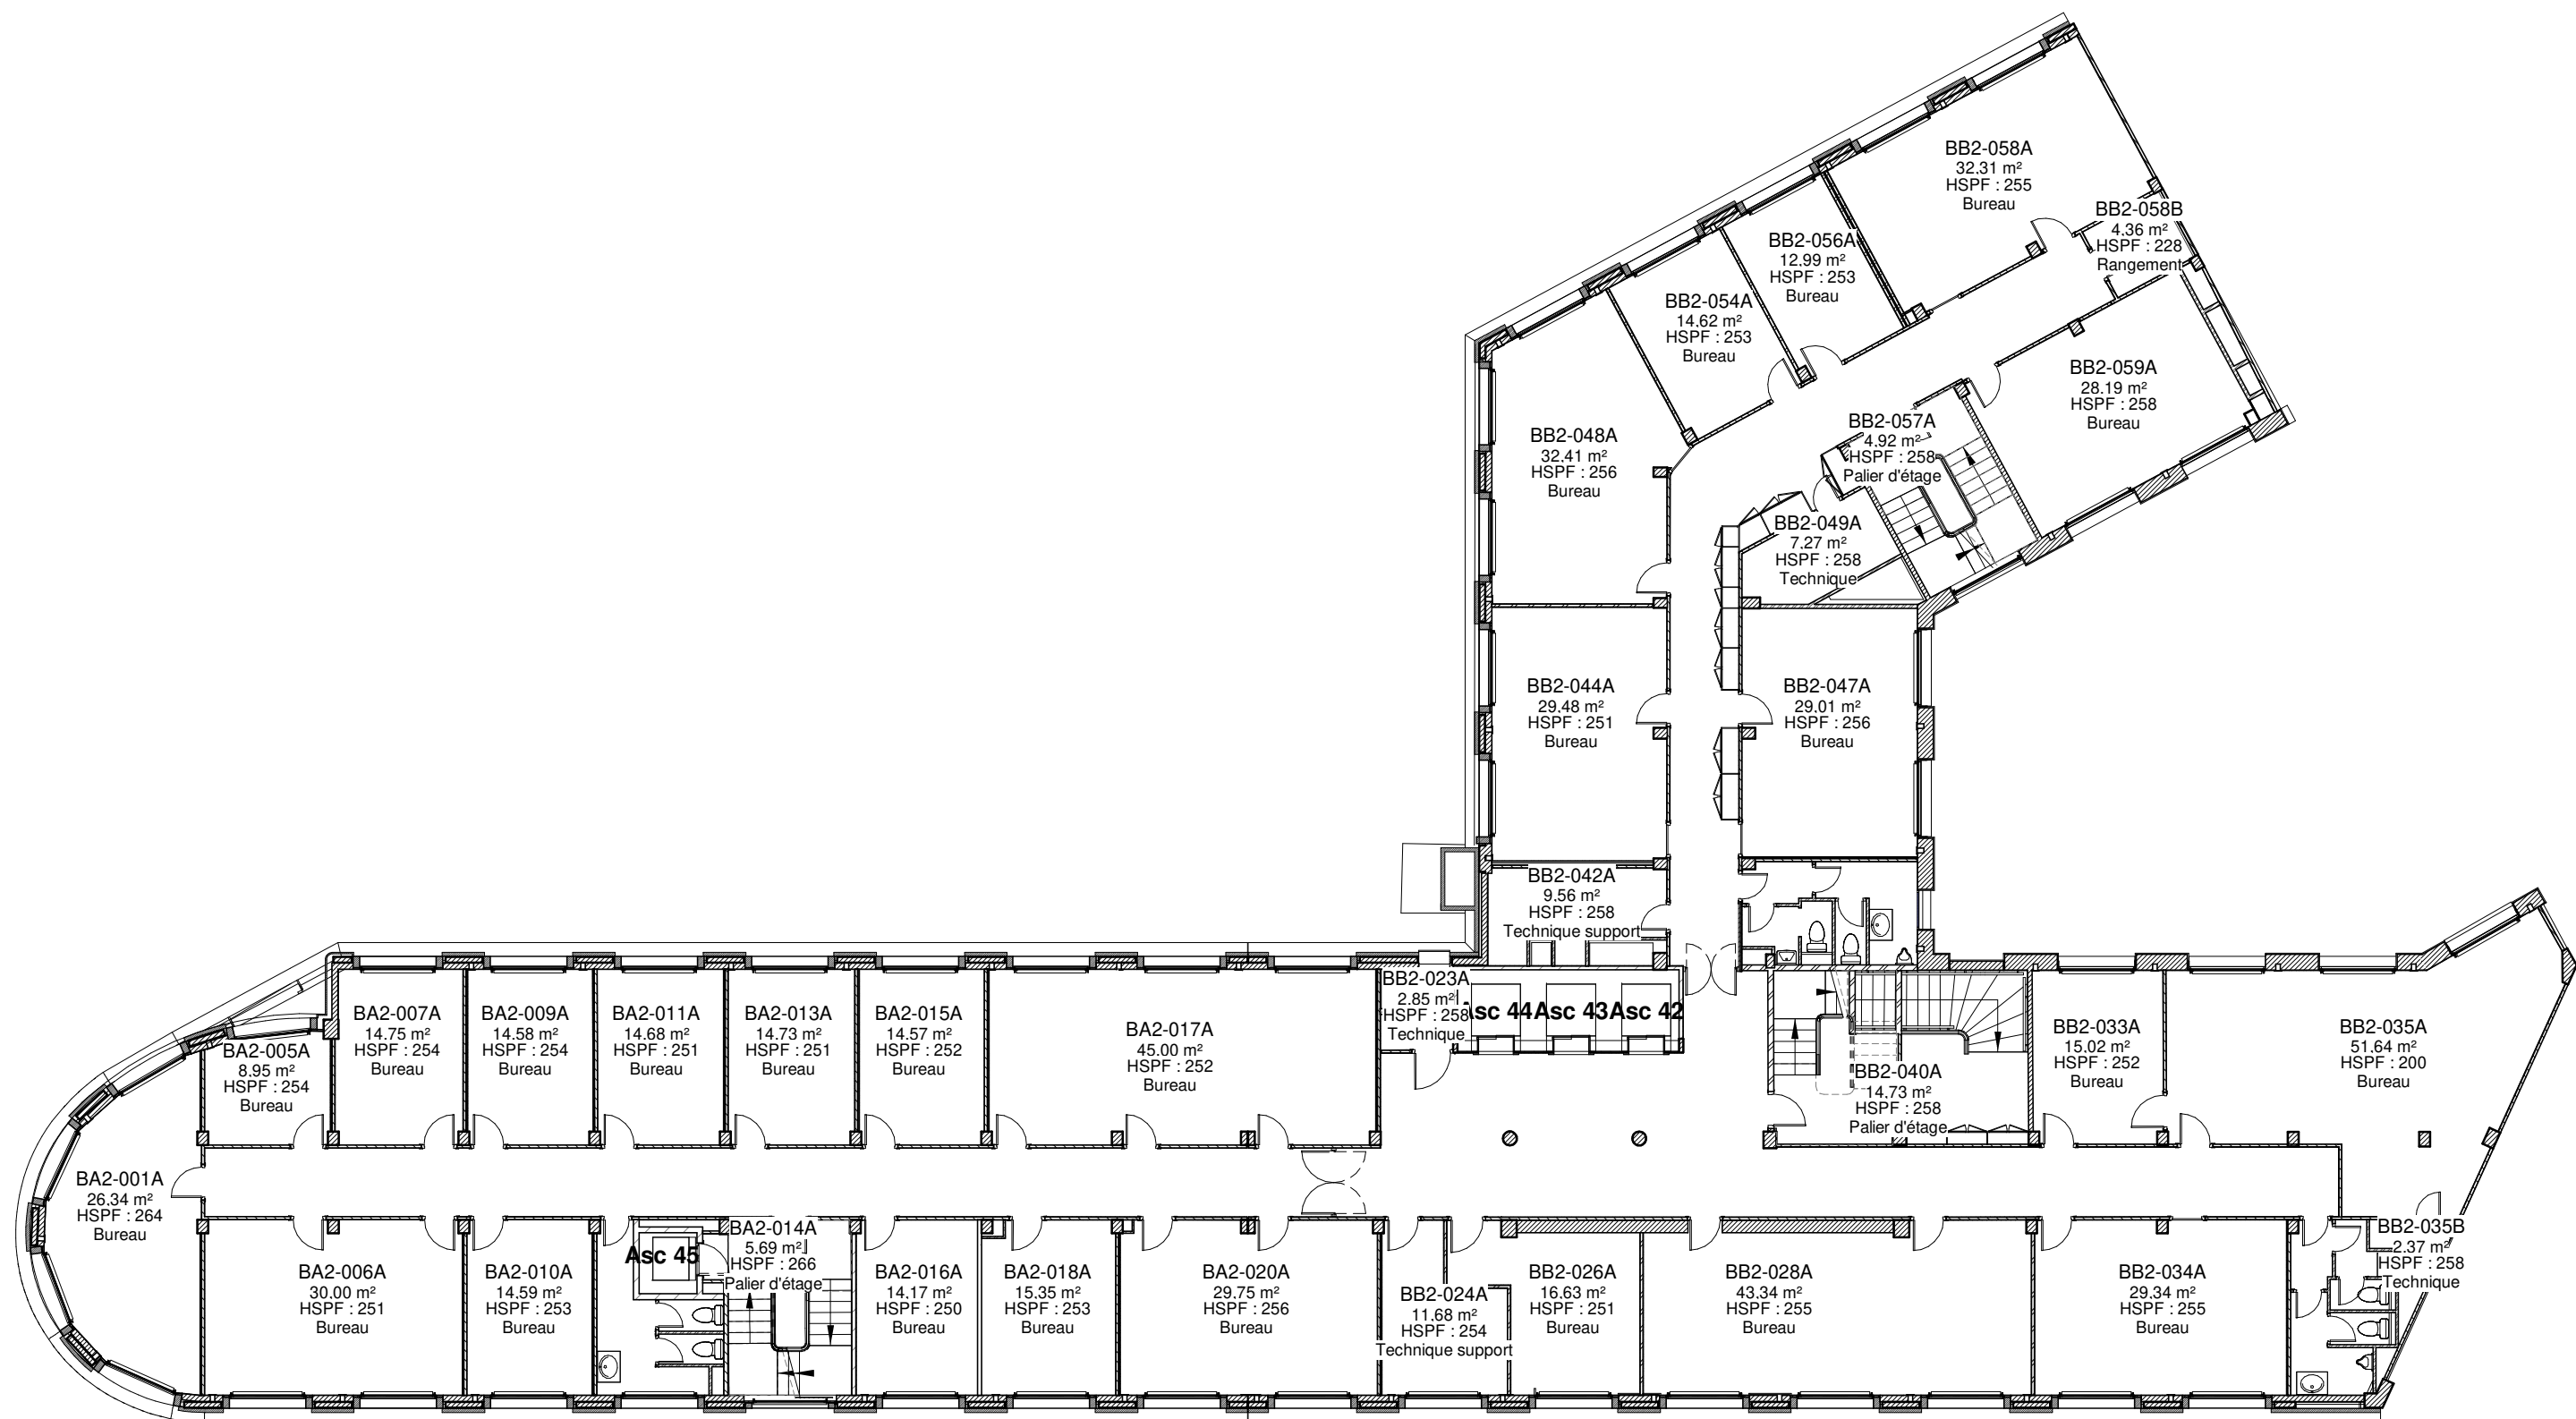 BB2-058A
32.31 m²
HSPF : 255
Bureau
BB2-058B
4.36 m²
HSPF : 228
Rangement
BB2-056A
12.99 m²
HSPF : 253
Bureau
BB2-054A
14.62 m²
HSPF : 253
Bureau
BB2-059A
28.19 m²
HSPF : 258
Bureau
BB2-048A
32.41 m²
HSPF : 256
Bureau
BB2-057A
4.92 m²
HSPF : 258
Palier d'étage
BB2-049A
7.27 m²
HSPF : 258
Technique
BB2-044A
29.48 m²
HSPF : 251
Bureau
BB2-047A
29.01 m²
HSPF : 256
Bureau
BB2-042A
9.56 m²
HSPF : 258
Technique support
BB2-023A
2.85 m²
HSPF : 258
Technique
Asc 44
Asc 43
Asc 42
BA2-007A
14.75 m²
HSPF : 254
Bureau
BA2-009A
14.58 m²
HSPF : 254
Bureau
BA2-011A
14.68 m²
HSPF : 251
Bureau
BA2-013A
14.73 m²
HSPF : 251
Bureau
BA2-015A
14.57 m²
HSPF : 252
Bureau
BA2-017A
45.00 m²
HSPF : 252
Bureau
BA2-005A
8.95 m²
HSPF : 254
Bureau
BB2-040A
14.73 m²
HSPF : 258
Palier d'étage
BB2-033A
15.02 m²
HSPF : 252
Bureau
BB2-035A
51.64 m²
HSPF : 200
Bureau
BA2-001A
26.34 m²
HSPF : 264
Bureau
BA2-006A
30.00 m²
HSPF : 251
Bureau
BA2-010A
14.59 m²
HSPF : 253
Bureau
Asc 45
BA2-014A
5.69 m²
HSPF : 266
Palier d'étage
BA2-016A
14.17 m²
HSPF : 250
Bureau
BA2-018A
15.35 m²
HSPF : 253
Bureau
BA2-020A
29.75 m²
HSPF : 256
Bureau
BB2-024A
11.68 m²
HSPF : 254
Technique support
BB2-026A
16.63 m²
HSPF : 251
Bureau
BB2-028A
43.34 m²
HSPF : 255
Bureau
BB2-034A
29.34 m²
HSPF : 255
Bureau
BB2-035B
2.37 m²
HSPF : 258
Technique